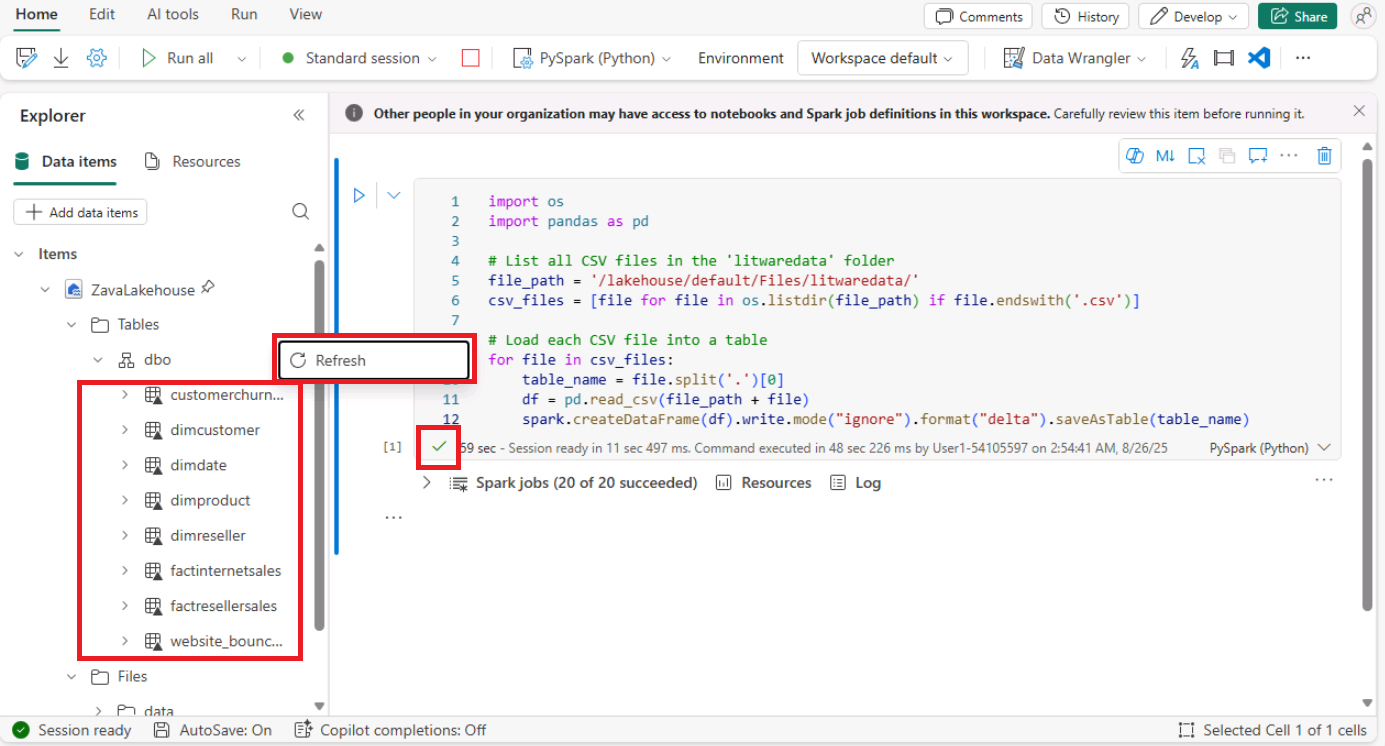 Home Edit AI tools Run View Comments History Develop Share
Run all Standard session PySpark (Python) Environment Workspace default Data Wrangler ...
Explorer
Other people in your organization may have access to notebooks and Spark job definitions in this workspace. Carefully review this item before running it.
Data items Resources
M↓ ...
Add data items
Items
ZavaLakehouse
Tables
dbo
Refresh
customerchurn...
dimcustomer
dimdate
dimproduct
dimreseller
factinternetsales
factresellersales
website_bounc...
Files
data
1 import os
2 import pandas as pd
3
4 # List all CSV files in the 'litwaredata' folder
5 file_path = '/lakehouse/default/Files/litwaredata/'
6 csv_files = [file for file in os.listdir(file_path) if file.endswith('.csv')]
7
# Load each CSV file into a table
for file in csv_files:
table_name = file.split('.')[0]
11 df = pd.read_csv(file_path + file)
12 spark.createDataFrame(df).write.mode("ignore").format("delta").saveAsTable(table_name)
[1] 59 sec - Session ready in 11 sec 497 ms. Command executed in 48 sec 226 ms by User1-54105597 on 2:54:41 AM, 8/26/25 PySpark (Python)
Spark jobs (20 of 20 succeeded) Resources Log ...
...
Session ready AutoSave: On Copilot completions: Off Selected Cell 1 of 1 cells